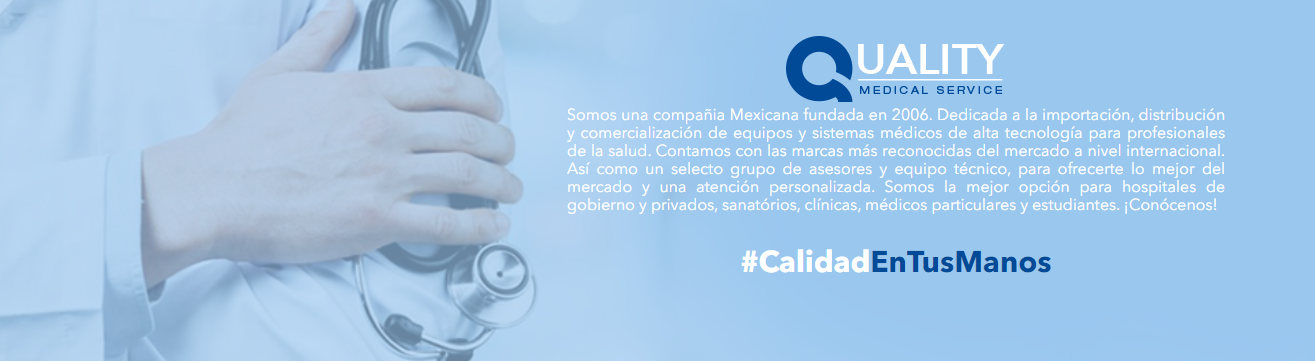 QUALITY
MEDICAL SERVICE
Somos una compañia Mexicana fundada en 2006. Dedicada a la importación, distribución
y comercialización de equipos y sistemas médicos de alta tecnología para profesionales
de la salud. Contamos con las marcas más reconocidas del mercado a nivel internacional.
Así como un selecto grupo de asesores y equipo técnico, para ofrecerte lo mejor del
mercado y una atención personalizada. Somos la mejor opción para hospitales de
gobierno y privados, sanatórios, clínicas, médicos particulares y estudiantes. ¡Conócenos!
#CalidadEnTusManos